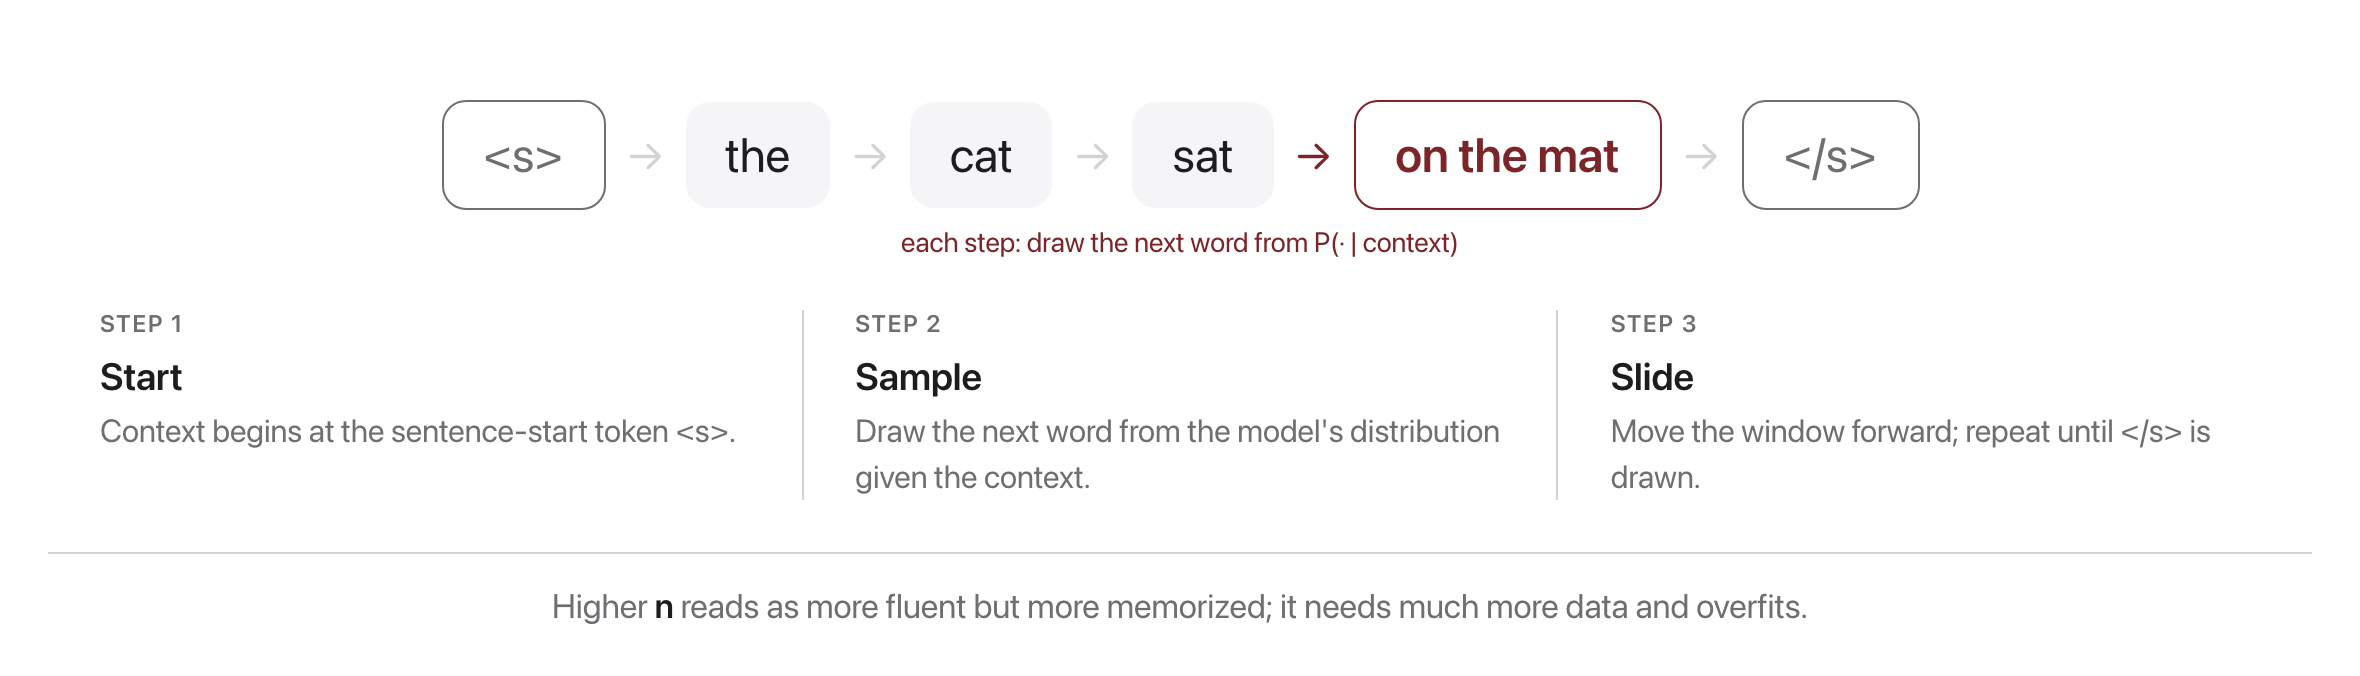 <s> → the → cat → sat → on the mat → </s>
each step: draw the next word from P(· | context)
STEP 1
Start
Context begins at the sentence-start token <s>.
STEP 2
Sample
Draw the next word from the model's distribution
given the context.
STEP 3
Slide
Move the window forward; repeat until </s> is
drawn.
Higher n reads as more fluent but more memorized; it needs much more data and overfits.